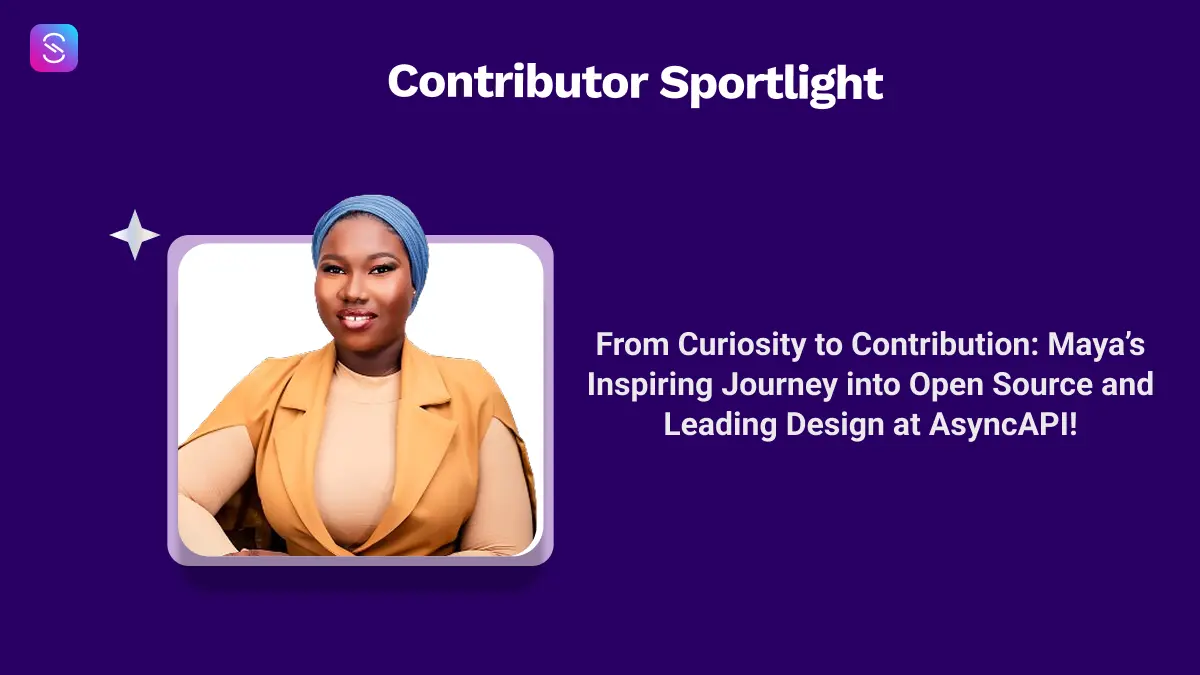 Contributor Sportlight
From Curiosity to Contribution: Maya’s
Inspiring Journey into Open Source and
Leading Design at AsyncAPI!